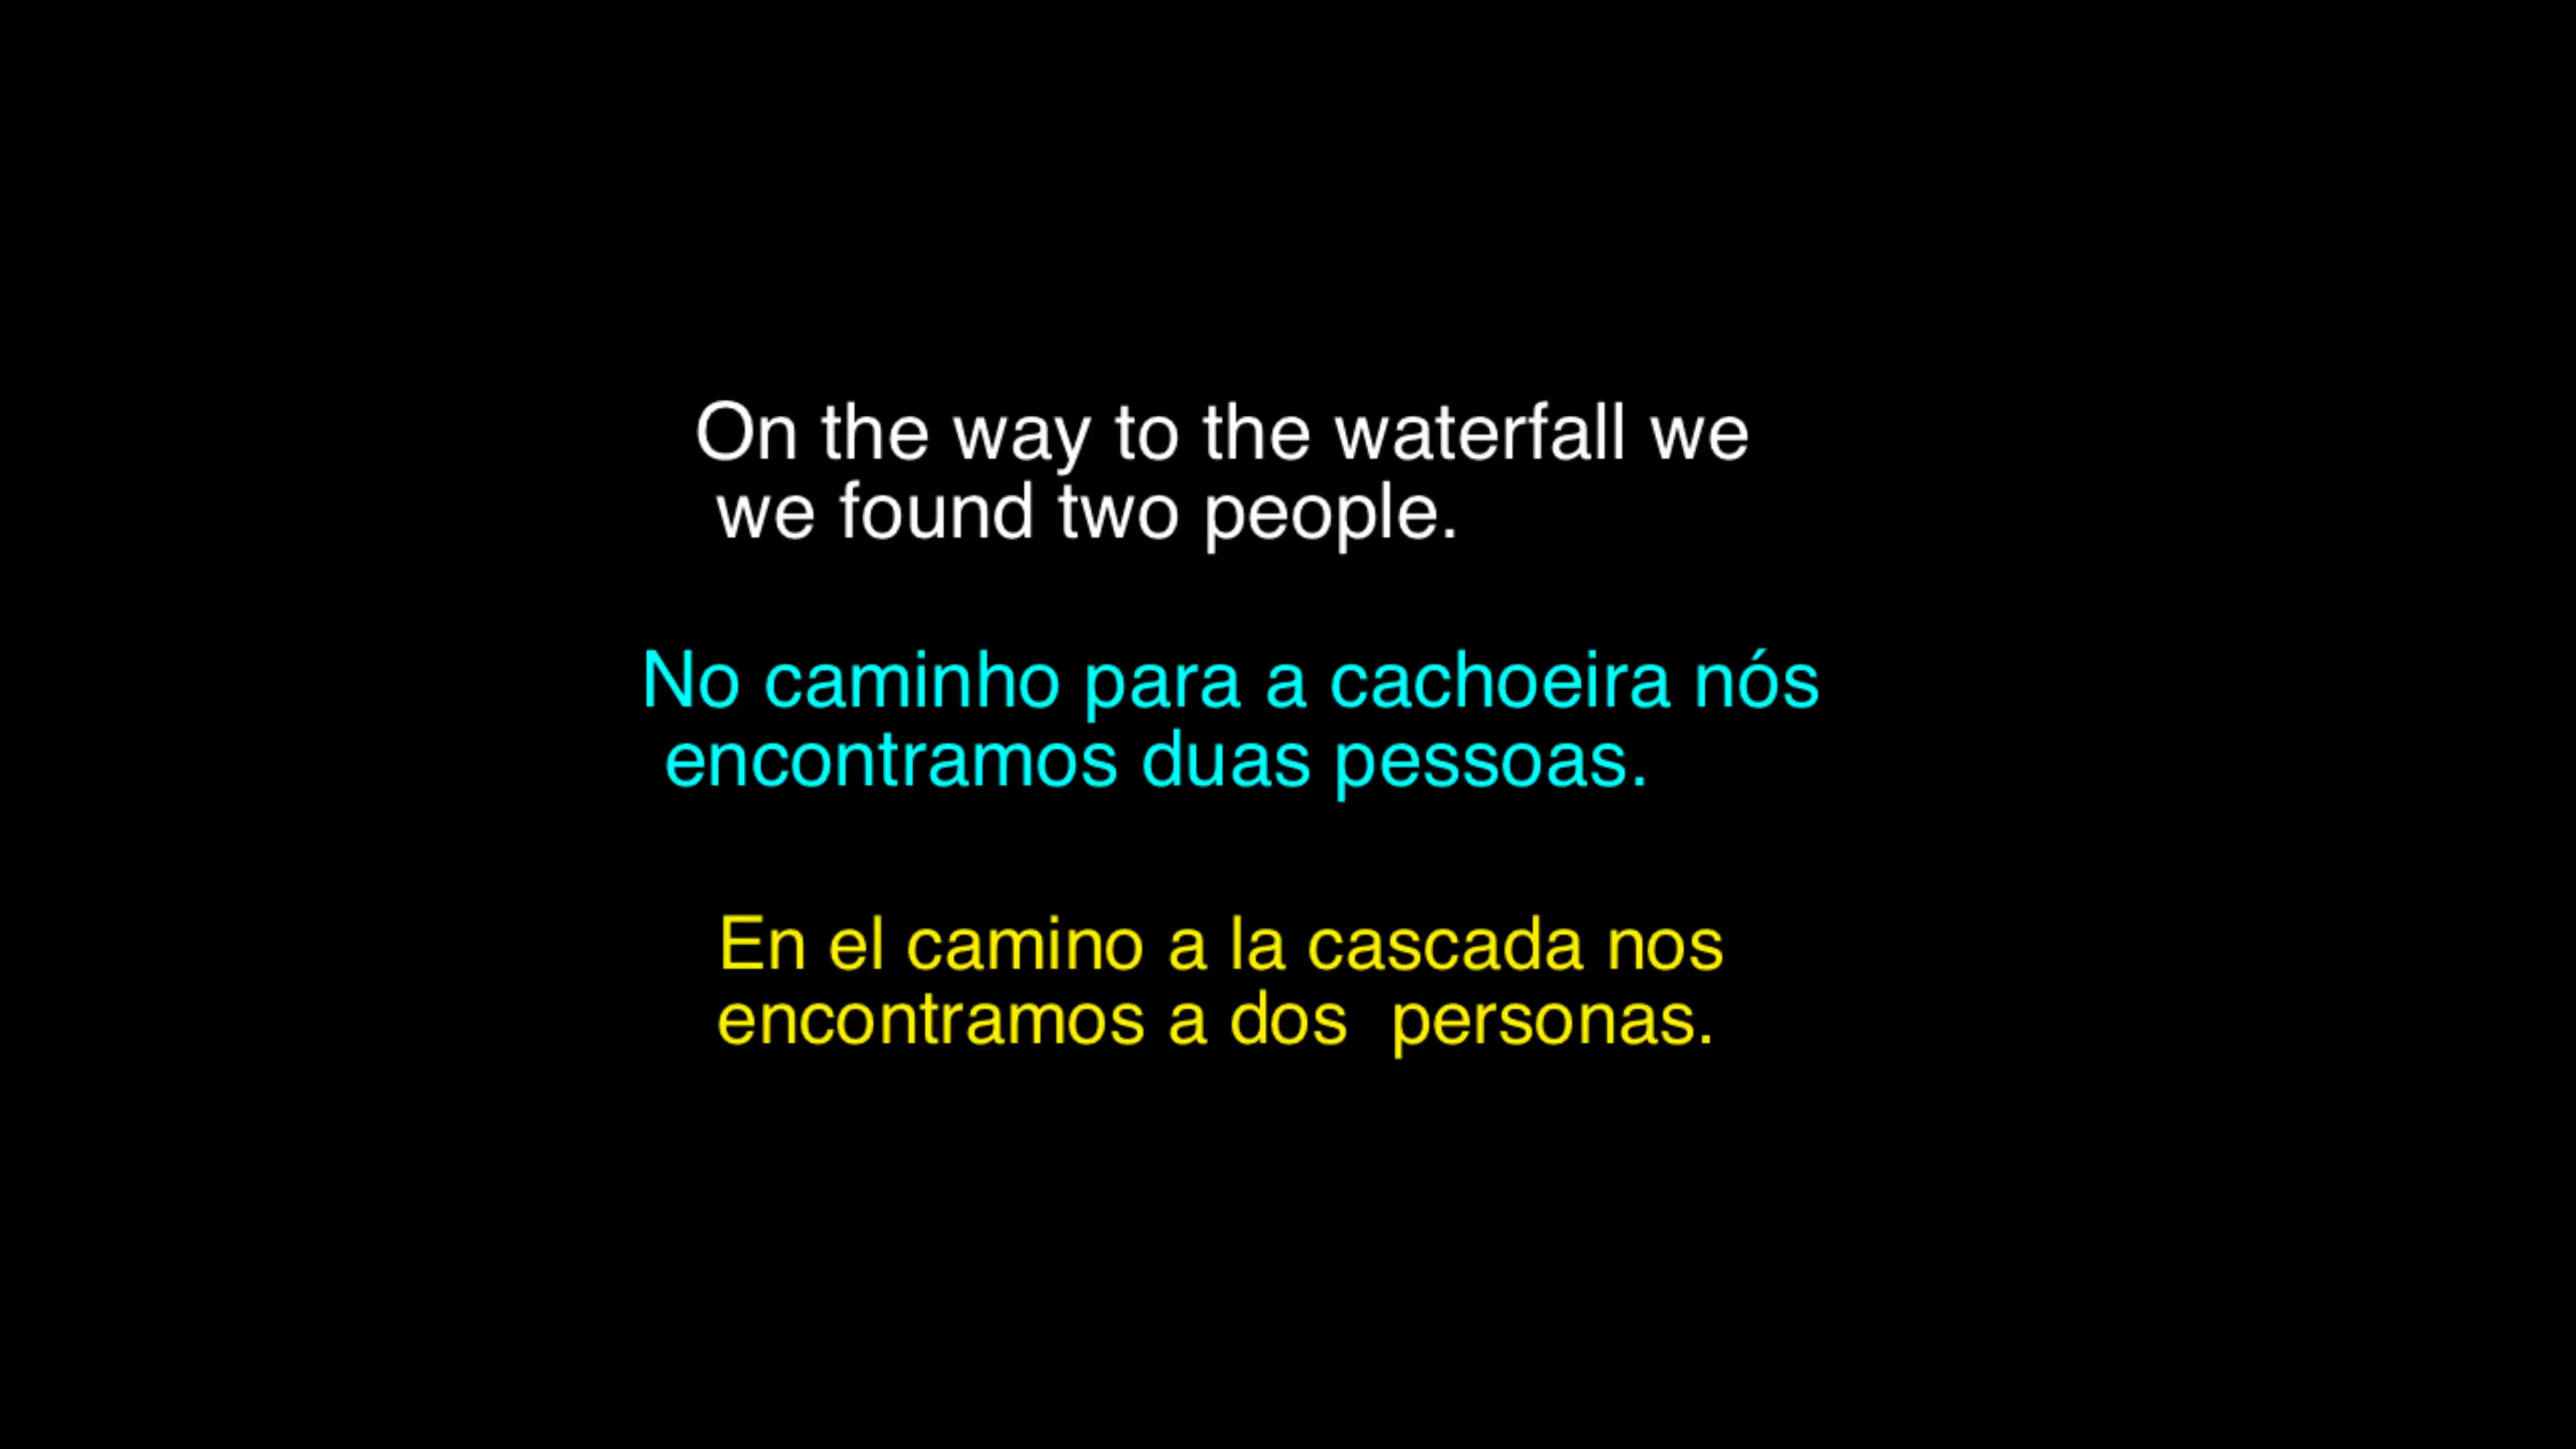 On the way to the waterfall we
we found two people.
No caminho para a cachoeira nós
encontramos duas pessoas.
En el camino a la cascada nos
encontramos a dos  personas.